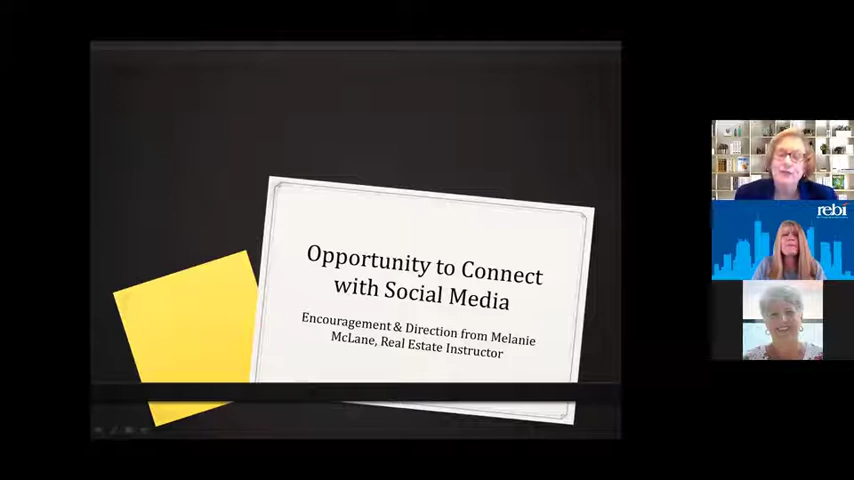 Opportunity to Connect
with Social Media
Encouragement & Direction from Melanie
McLane, Real Estate Instructor
rebi